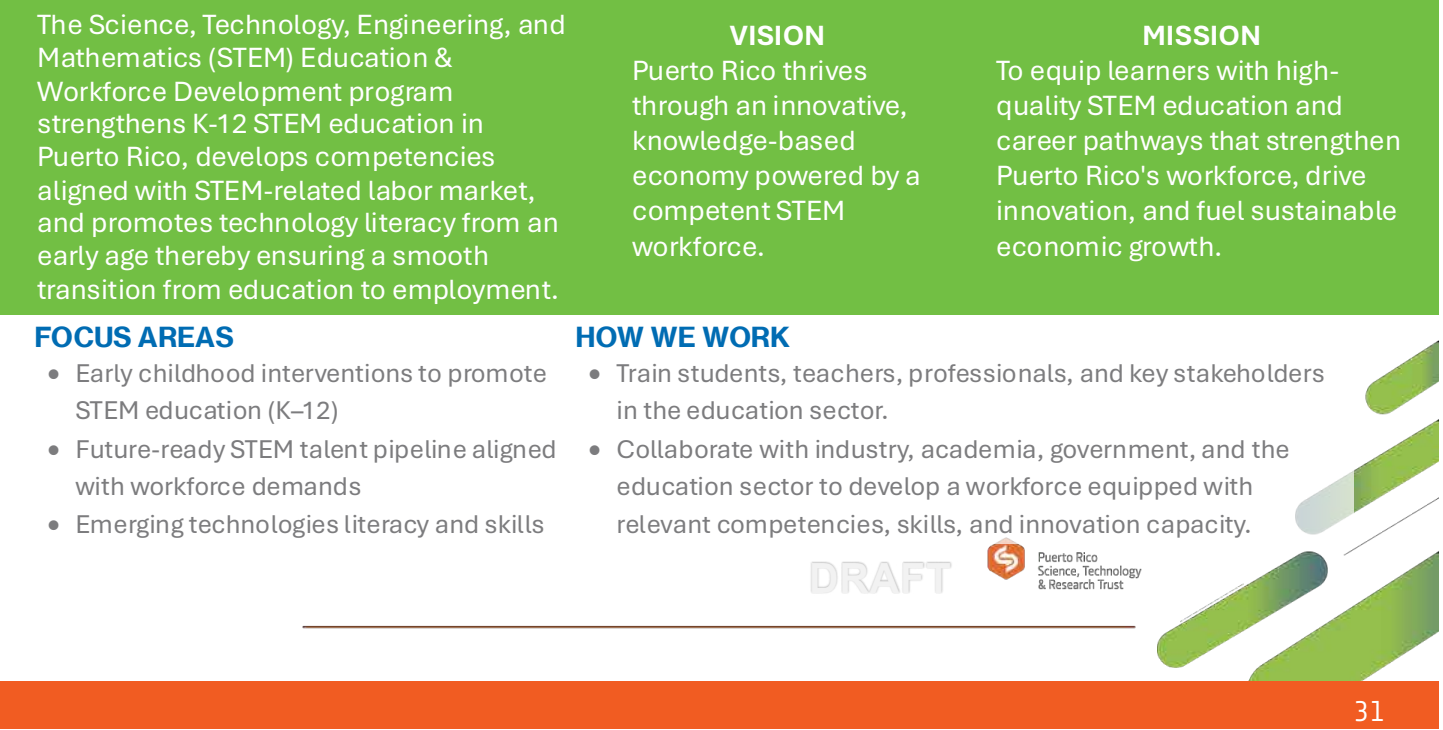 The Science, Technology, Engineering, and
Mathematics (STEM) Education &
Workforce Development program
strengthens K-12 STEM education in
Puerto Rico, develops competencies
aligned with STEM-related labor market,
and promotes technology literacy from an
early age thereby ensuring a smooth
transition from education to employment.
VISION
Puerto Rico thrives
through an innovative,
knowledge-based
economy powered by a
competent STEM
workforce.
MISSION
To equip learners with high-
quality STEM education and
career pathways that strengthen
Puerto Rico's workforce, drive
innovation, and fuel sustainable
economic growth.
FOCUS AREAS
• Early childhood interventions to promote
STEM education (K–12)
• Future-ready STEM talent pipeline aligned
with workforce demands
• Emerging technologies literacy and skills
HOW WE WORK
• Train students, teachers, professionals, and key stakeholders
in the education sector.
• Collaborate with industry, academia, government, and the
education sector to develop a workforce equipped with
relevant competencies, skills, and innovation capacity.
DRAFT
Puerto Rico
Science, Technology
& Research Trust
31